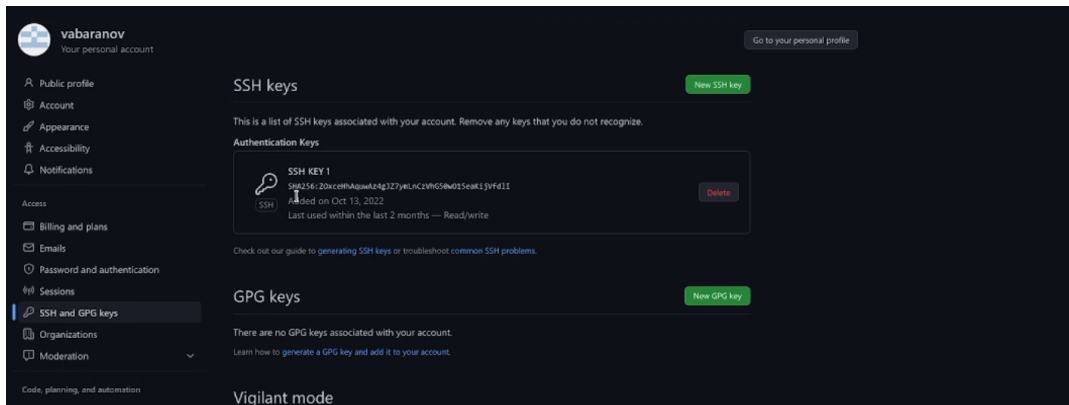 vabaranov
Your personal account
Go to your personal profile
Public profile
Account
Appearance
Accessibility
Notifications
Access
Billing and plans
Emails
Password and authentication
Sessions
SSH and GPG keys
Organizations
Moderation
Code, planning, and automation
SSH keys
New SSH key
This is a list of SSH keys associated with your account. Remove any keys that you do not recognize.
Authentication Keys
SSH KEY 1
SSH
Added on Oct 13, 2022
Last used within the last 2 months — Read/write
Delete
Check out our guide to generating SSH keys or troubleshoot common SSH problems.
GPG keys
New GPG key
There are no GPG keys associated with your account.
Learn how to generate a GPG key and add it to your account.
Vigilant mode